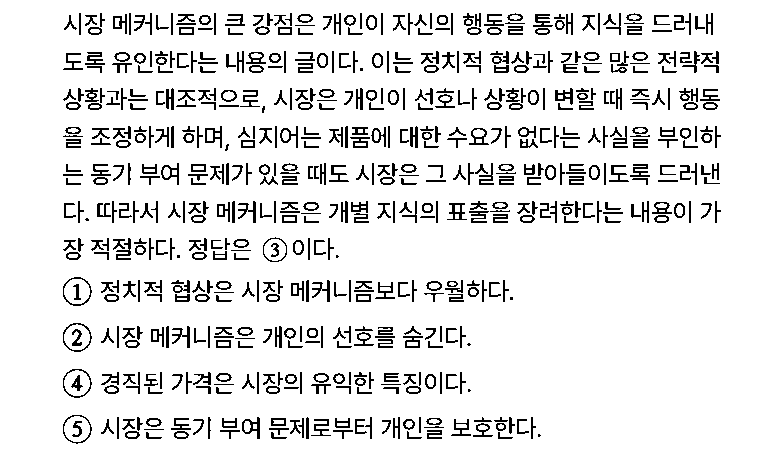 시장 메커니즘의 큰 강점은 개인이 자신의 행동을 통해 지식을 드러내
도록 유인한다는 내용의 글이다. 이는 정치적 협상과 같은 많은 전략적
상황과는 대조적으로, 시장은 개인이 선호나 상황이 변할 때 즉시 행동
을 조정하게 하며, 심지어는 제품에 대한 수요가 없다는 사실을 부인하
는 동기 부여 문제가 있을 때도 시장은 그 사실을 받아들이도록 드러낸
다. 따라서 시장 메커니즘은 개별 지식의 표출을 장려한다는 내용이 가
장 적절하다. 정답은 ③이다.
① 정치적 협상은 시장 메커니즘보다 우월하다.
② 시장 메커니즘은 개인의 선호를 숨긴다.
④ 경직된 가격은 시장의 유익한 특징이다.
⑤ 시장은 동기 부여 문제로부터 개인을 보호한다.